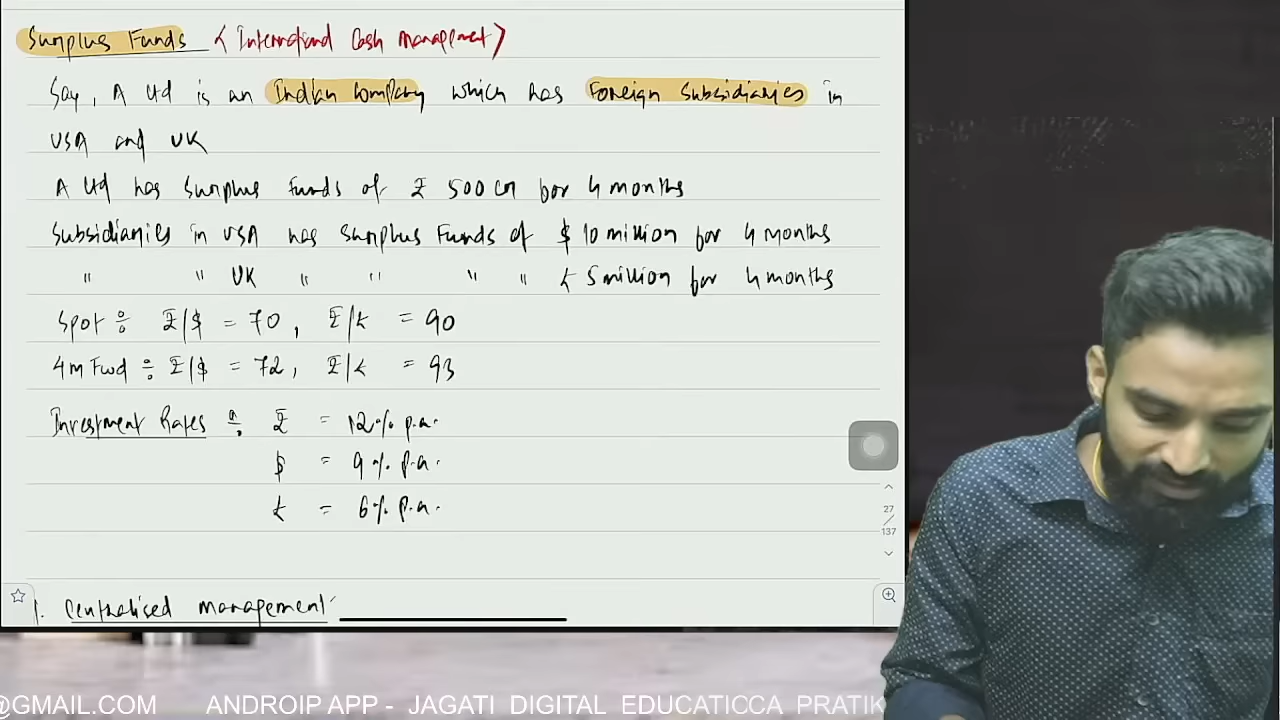 Surplus Funds < International Cash Management >
Say, A Ltd is an Indian Company which has Foreign Subsidiaries in
USA and UK
A Ltd has Surplus Funds of ₹ 500 cr for 4 months
Subsidiaries in USA has Surplus Funds of $ 10 million for 4 months
" " UK " " " " £ 5 million for 4 months
Spot : ₹/$ = 70, ₹/£ = 90
4m Fwd : ₹/$ = 72, ₹/£ = 93
Investment Rates : ₹ = 12% p.a.
$ = 9% p.a.
£ = 6% p.a.
27
/
137
1. Centralised management
@GMAIL.COM ANDROIP APP - JAGATI DIGITAL EDUCATICCA PRATIK